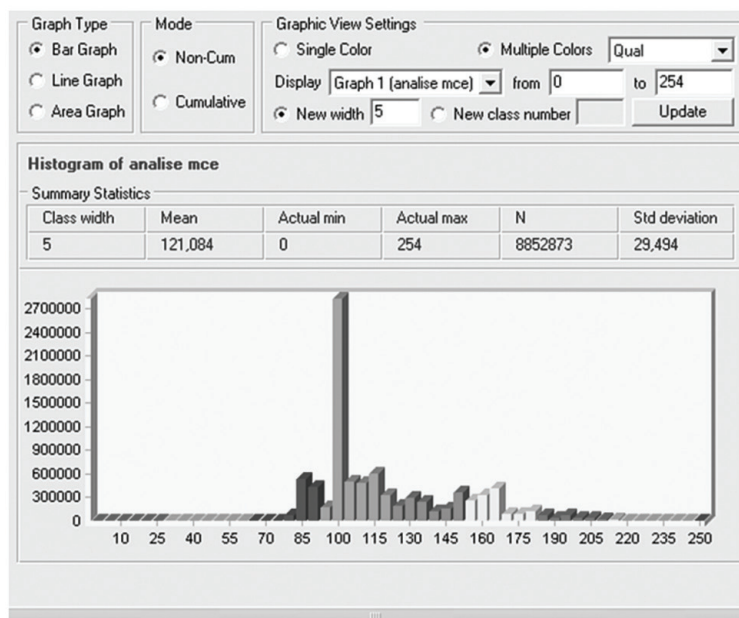 Graph Type
Bar Graph
Line Graph
Area Graph
Mode
Non-Cum
Cumulative
Graphic View Settings
Single Color
Multiple Colors
Qual
Display Graph 1 (analise mce) from 0 to 254
New width 5 New class number Update
Histogram of analise mce
Summary Statistics
Class width Mean Actual min Actual max N Std deviation
5 121,084 0 254 8852873 29,494
2700000
2400000
2100000
1800000
1500000
1200000
900000
600000
300000
0
10 25 40 55 70 85 100 115 130 145 160 175 190 205 220 235 250